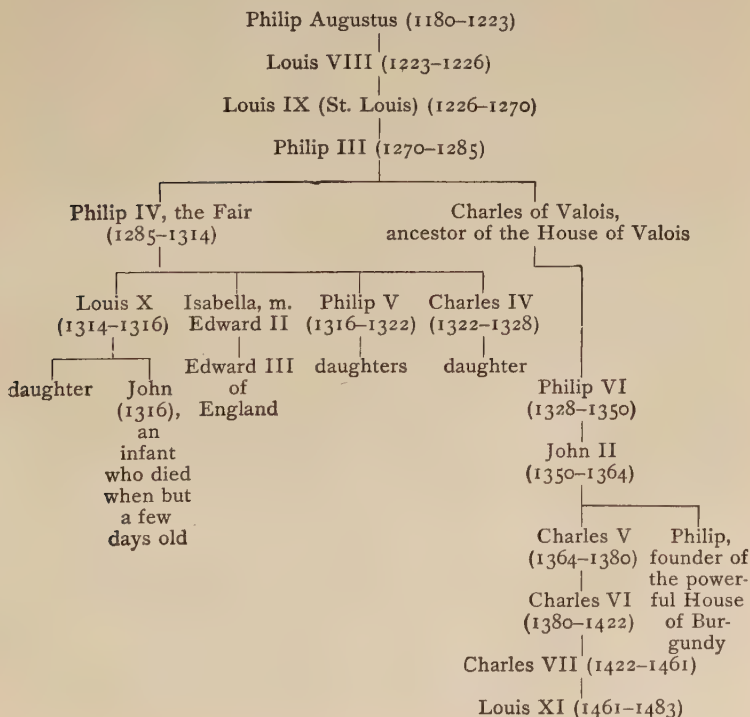 Philip Augustus (1180–1223)
Louis VIII (1223–1226)
Louis IX (St. Louis) (1226–1270)
Philip III (1270–1285)
Philip IV, the Fair
(1285–1314)
Charles of Valois,
ancestor of the House of Valois
Louis X
(1314–1316)
Isabella, m.
Edward II
Philip V
(1316–1322)
Charles IV
(1322–1328)
daughter
John
(1316),
an
infant
who died
when but
a few
days old
Edward III
of
England
daughters
daughter
Philip VI
(1328–1350)
John II
(1350–1364)
Charles V
(1364–1380)
Philip,
founder of
the power-
ful House
of Bur-
gundy
Charles VI
(1380–1422)
Charles VII (1422–1461)
Louis XI (1461–1483)